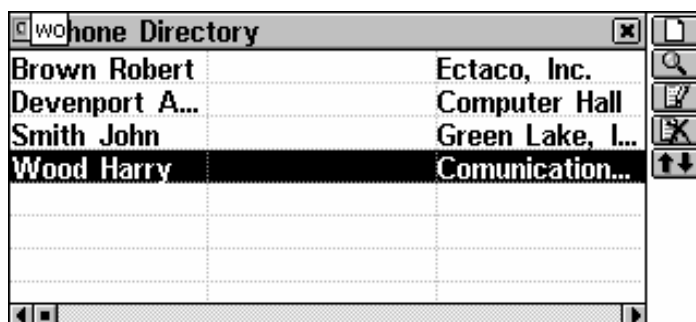 wo hone Directory
Brown Robert Ectaco, Inc.
Devenport A... Computer Hall
Smith John Green Lake, I...
Wood Harry Comunication...